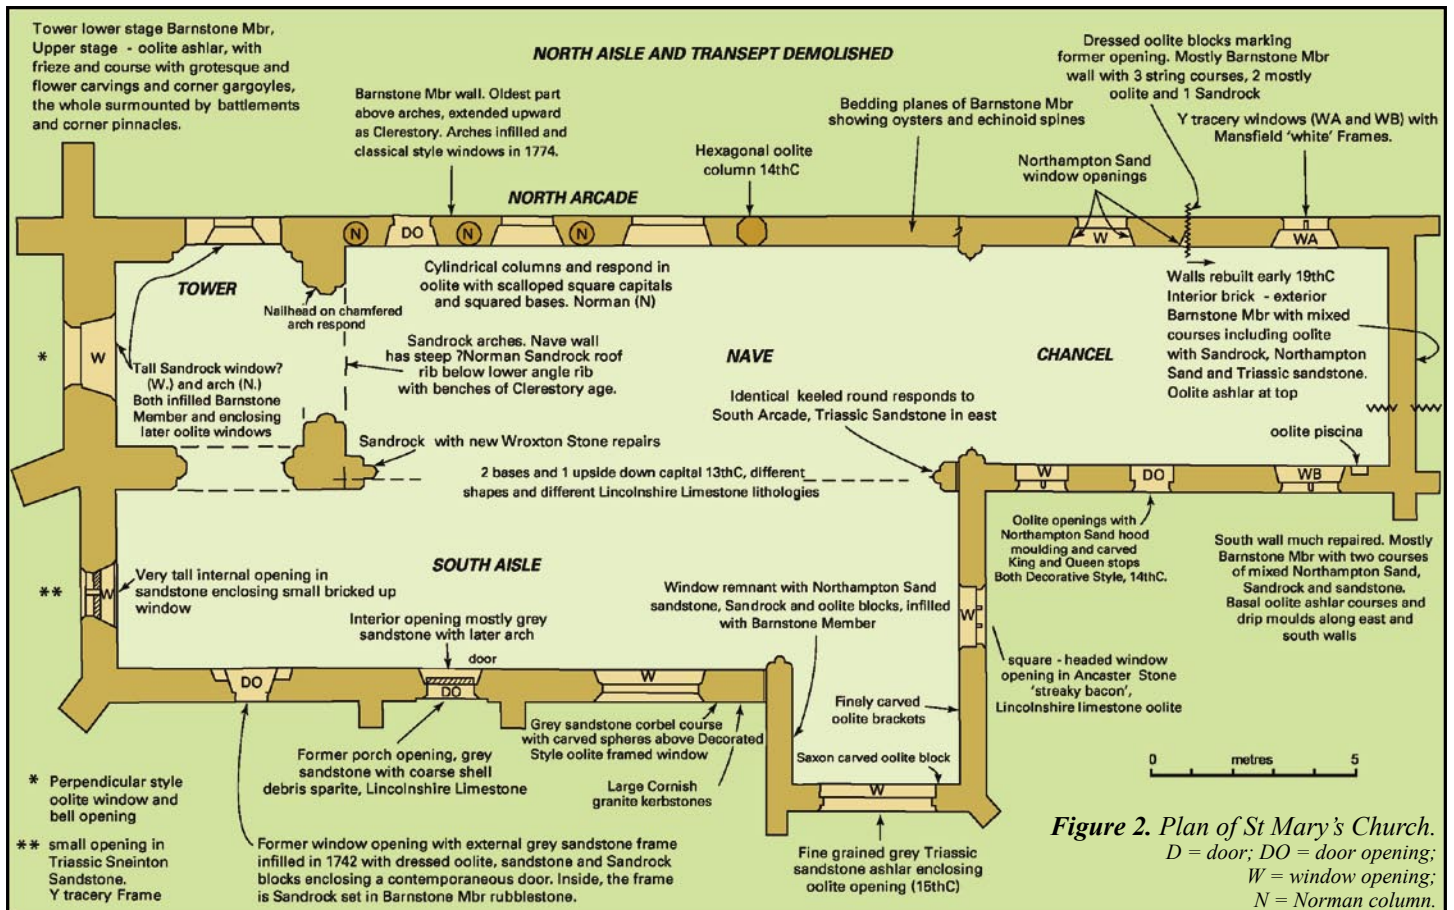 Tower lower stage Barnstone Mbr,
Upper stage - oolite ashlar, with
frieze and course with grotesque and
flower carvings and corner gargoyles,
the whole surmounted by battlements
and corner pinnacles.
NORTH AISLE AND TRANSEPT DEMOLISHED
Barnstone Mbr wall. Oldest part
above arches, extended upward
as Clerestory. Arches infilled and
classical style windows in 1774.
NORTH ARCADE
Hexagonal oolite
column 14thC
Bedding planes of Barnstone Mbr
showing oysters and echinoid spines
Dressed oolite blocks marking
former opening. Mostly Barnstone Mbr
wall with 3 string courses, 2 mostly
oolite and 1 Sandrock
Northampton Sand
window openings
Y tracery windows (WA and WB) with
Mansfield ‘white’ Frames.
N
DO
N
N
W
WA
TOWER
Nailhead on chamfered
arch respond
Cylindrical columns and respond in
oolite with scalloped square capitals
and squared bases. Norman (N)
*
W
Tall Sandrock window?
(W.) and arch (N.)
Both infilled Barnstone
Member and enclosing
later oolite windows
Sandrock arches. Nave wall
has steep ?Norman Sandrock roof
rib below lower angle rib
with benches of Clerestory age.
NAVE
CHANCEL
Walls rebuilt early 19thC
Interior brick - exterior
Barnstone Mbr with mixed
courses including oolite
with Sandrock, Northampton
Sand and Triassic sandstone.
Oolite ashlar at top
Identical keeled round responds to
South Arcade, Triassic Sandstone in east
oolite piscina
Sandrock with new Wroxton Stone repairs
2 bases and 1 upside down capital 13thC, different
shapes and different Lincolnshire Limestone lithologies
W
DO
WB
Oolite openings with
Northampton Sand hood
moulding and carved
King and Queen stops
Both Decorative Style, 14thC.
South wall much repaired. Mostly
Barnstone Mbr with two courses
of mixed Northampton Sand,
Sandrock and sandstone.
Basal oolite ashlar courses and
drip moulds along east and
south walls
SOUTH AISLE
**
W
Very tall internal opening in
sandstone enclosing small bricked up
window
Interior opening mostly grey
sandstone with later arch
door
Window remnant with Northampton Sand
sandstone, Sandrock and oolite blocks, infilled
with Barnstone Member
W
square - headed window
opening in Ancaster Stone
‘streaky bacon’,
Lincolnshire limestone oolite
DO
DO
W
Finely carved
oolite brackets
Grey sandstone corbel course
with carved spheres above Decorated
Style oolite framed window
Former porch opening, grey
sandstone with coarse shell
debris sparite, Lincolnshire Limestone
Large Cornish
granite kerbstones
Saxon carved oolite block
W
Fine grained grey Triassic
sandstone ashlar enclosing
oolite opening (15thC)
0 metres 5
* Perpendicular style
oolite window and
bell opening
** small opening in
Triassic Sneinton
Sandstone.
Y tracery Frame
Former window opening with external grey sandstone frame
infilled in 1742 with dressed oolite, sandstone and Sandrock
blocks enclosing a contemporaneous door. Inside, the frame
is Sandrock set in Barnstone Mbr rubblestone.
Figure 2. Plan of St Mary’s Church.
D = door; DO = door opening;
W = window opening;
N = Norman column.